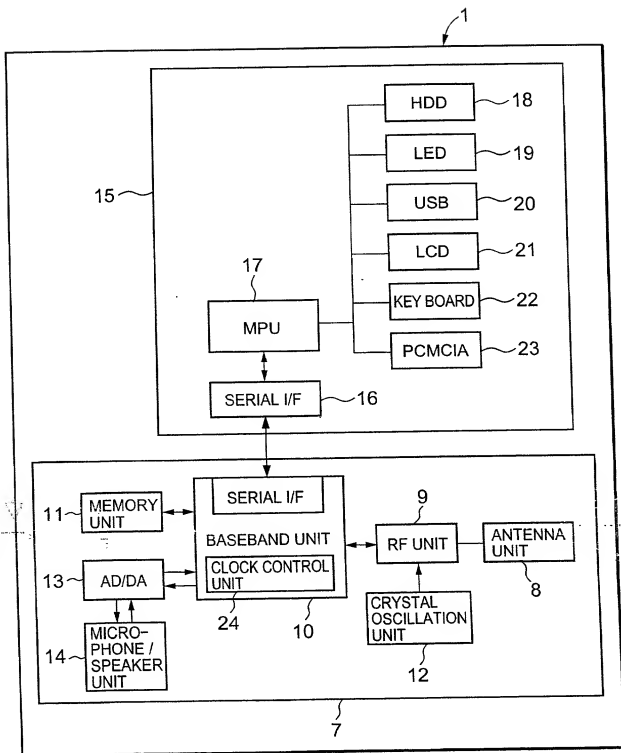 1
HDD
18
LED
19
15
USB
20
LCD
21
17
KEY BOARD
22
MPU
PCMCIA
23
SERIAL I/F
16
SERIAL I/F
11
MEMORY
UNIT
9
BASEBAND UNIT
RF UNIT
ANTENNA
UNIT
13
AD/DA
CLOCK CONTROL
UNIT
8
24
10
CRYSTAL
OSCILLATION
UNIT
14
MICRO-
PHONE /
SPEAKER
UNIT
12
7